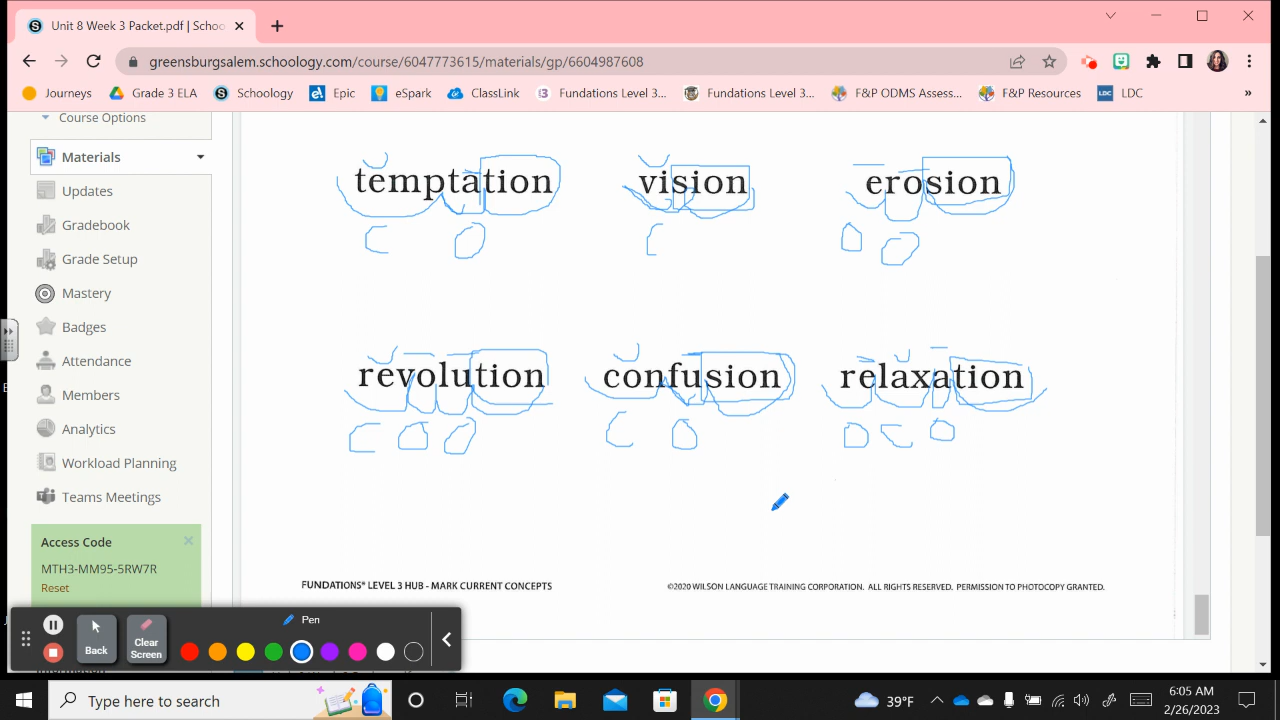 Unit 8 Week 3 Packet.pdf | Schoo
greensburgsalem.schoology.com/course/6047773615/materials/gp/6604987608
Journeys Grade 3 ELA Schoology Epic eSpark ClassLink Fundations Level 3... Fundations Level 3... F&P ODMS Assess... F&P Resources LDC LDC »
Course Options
Materials
Updates
Gradebook
Grade Setup
Mastery
Badges
Attendance
Members
Analytics
Workload Planning
Teams Meetings
Access Code
MTH3-MM95-5RW7R
Reset
temptation vision erosion
C O C O O
revolution confusion relaxation
C O O C O O C O
FUNDATIONS® LEVEL 3 HUB - MARK CURRENT CONCEPTS ©2020 WILSON LANGUAGE TRAINING CORPORATION. ALL RIGHTS RESERVED. PERMISSION TO PHOTOCOPY GRANTED.
Pen
Back
Clear Screen
Type here to search
39°F
6:05 AM
2/26/2023